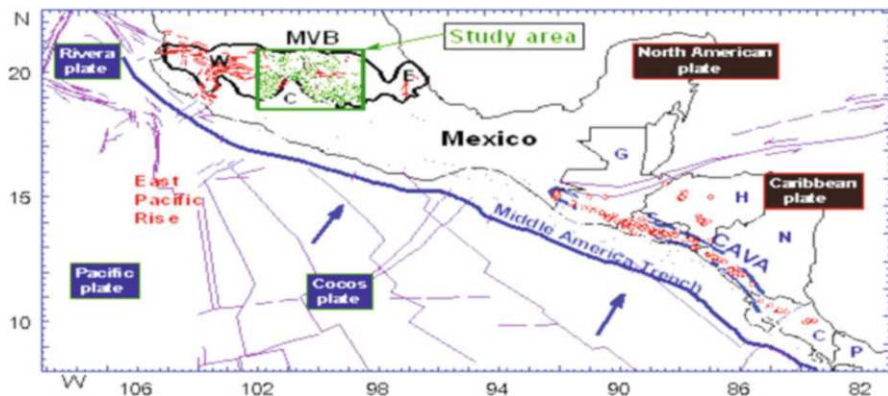 N
MVB
Study area
Rivera
plate
W
E
C
North American
plate
20
Mexico
G
East
Pacific
Rise
15
H
Caribbean
plate
Middle America Trench
CAVA
N
Pacific
plate
Cocos
plate
10
C
P
W
106
102
98
94
90
86
82